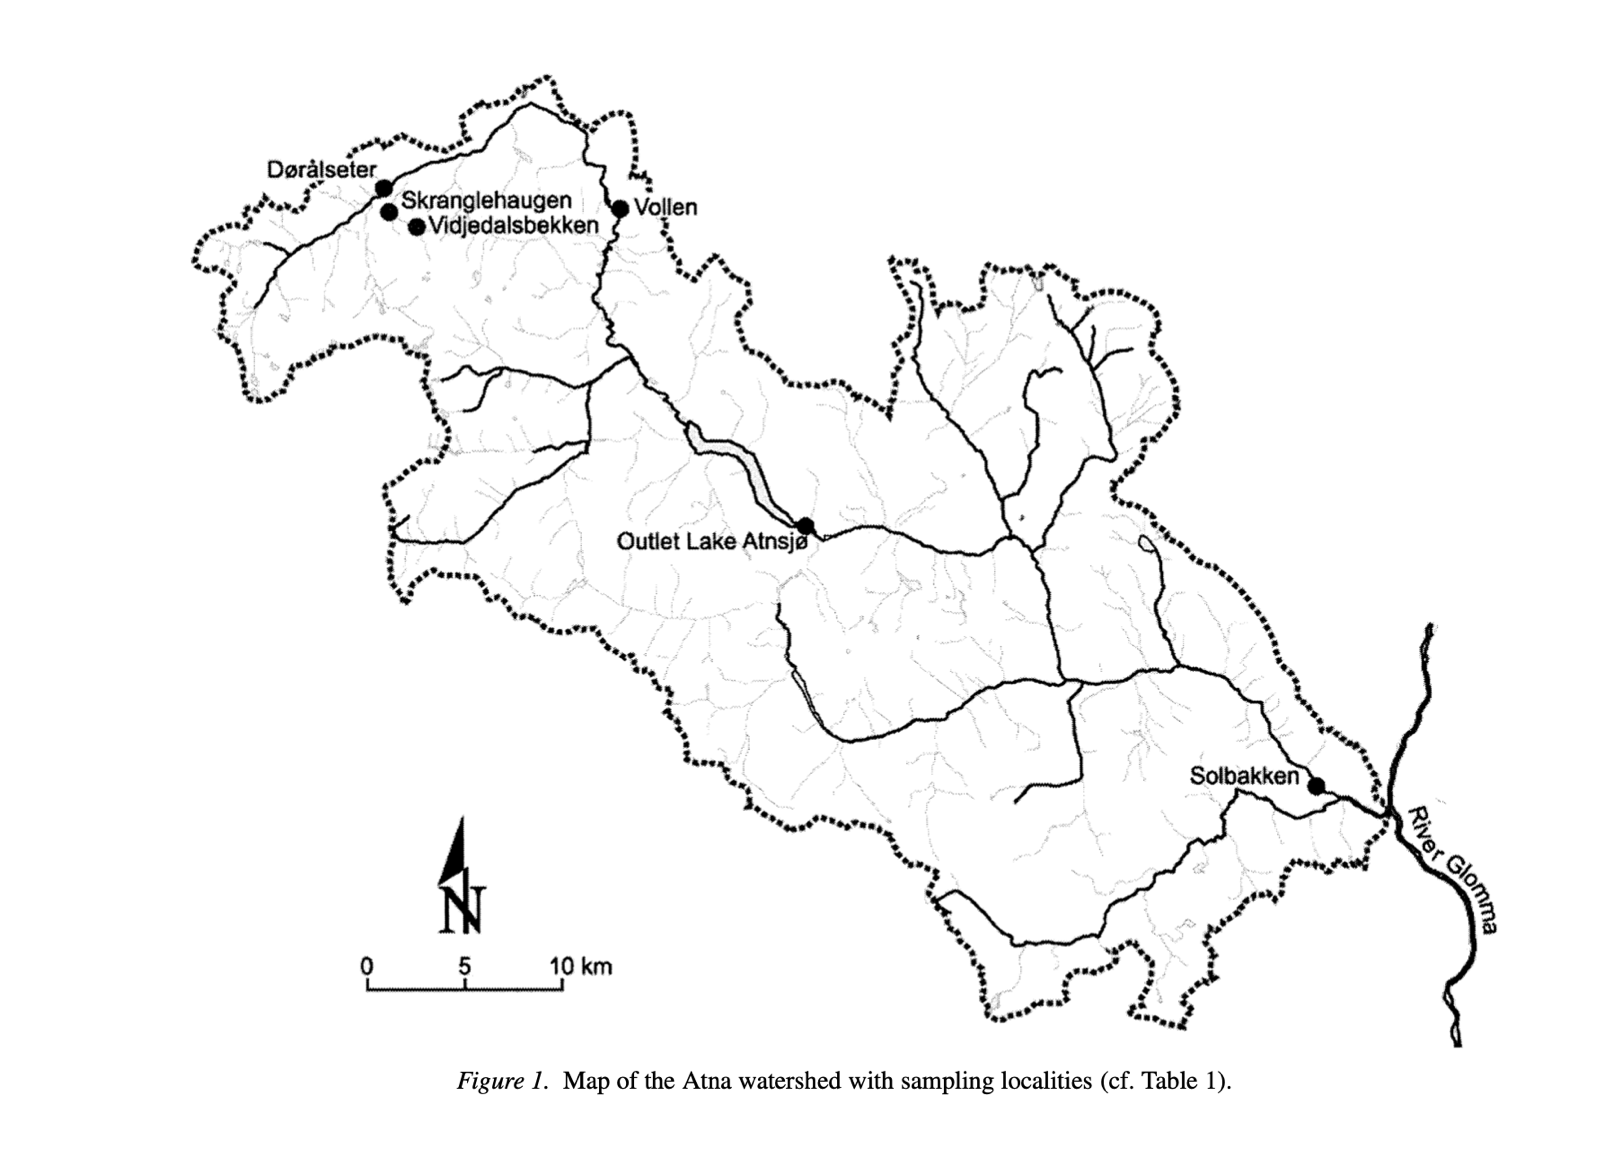 Dørålseter
Skranglehaugen
Vollen
Vidjedalsbekken
Outlet Lake Atnsjø
Solbakken
River Glomma
N
0 5 10 km
Figure 1. Map of the Atna watershed with sampling localities (cf. Table 1).